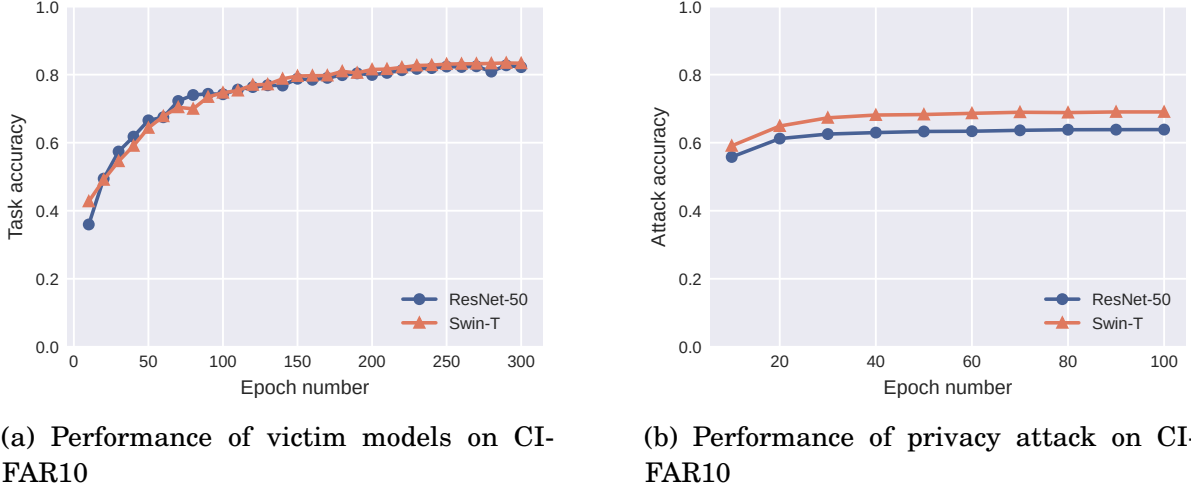 1.0
0.8
0.6
0.4
0.2
0.0
Task accuracy
0 50 100 150 200 250 300
Epoch number
ResNet-50
Swin-T
(a) Performance of victim models on CI-
FAR10
1.0
0.8
0.6
0.4
0.2
0.0
Attack accuracy
20 40 60 80 100
Epoch number
ResNet-50
Swin-T
(b) Performance of privacy attack on CI-
FAR10